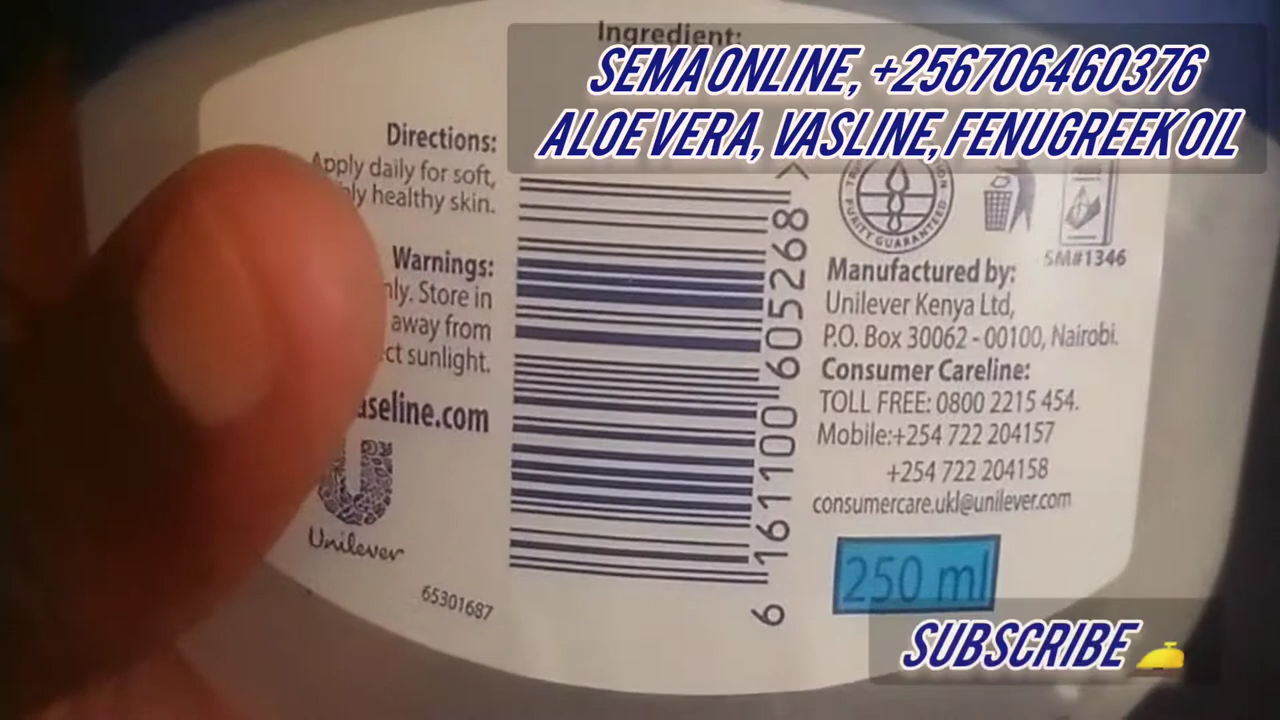 Ingredient:
SEMA ONLINE, +256706460376
ALOE VERA, VASLINE, FENUGREEK OIL
Directions:
Apply daily for soft,
healthy skin.
Warnings:
Store in
away from
sunlight.
aseline.com
Unilever
65301687
6 161100 605268 >
PURITY GUARANTEED
SM#1346
Manufactured by:
Unilever Kenya Ltd,
P.O. Box 30062 - 00100, Nairobi.
Consumer Careline:
TOLL FREE: 0800 2215 454.
Mobile:+254 722 204157
+254 722 204158
consumercare.ukl@unilever.com
250 ml
SUBSCRIBE